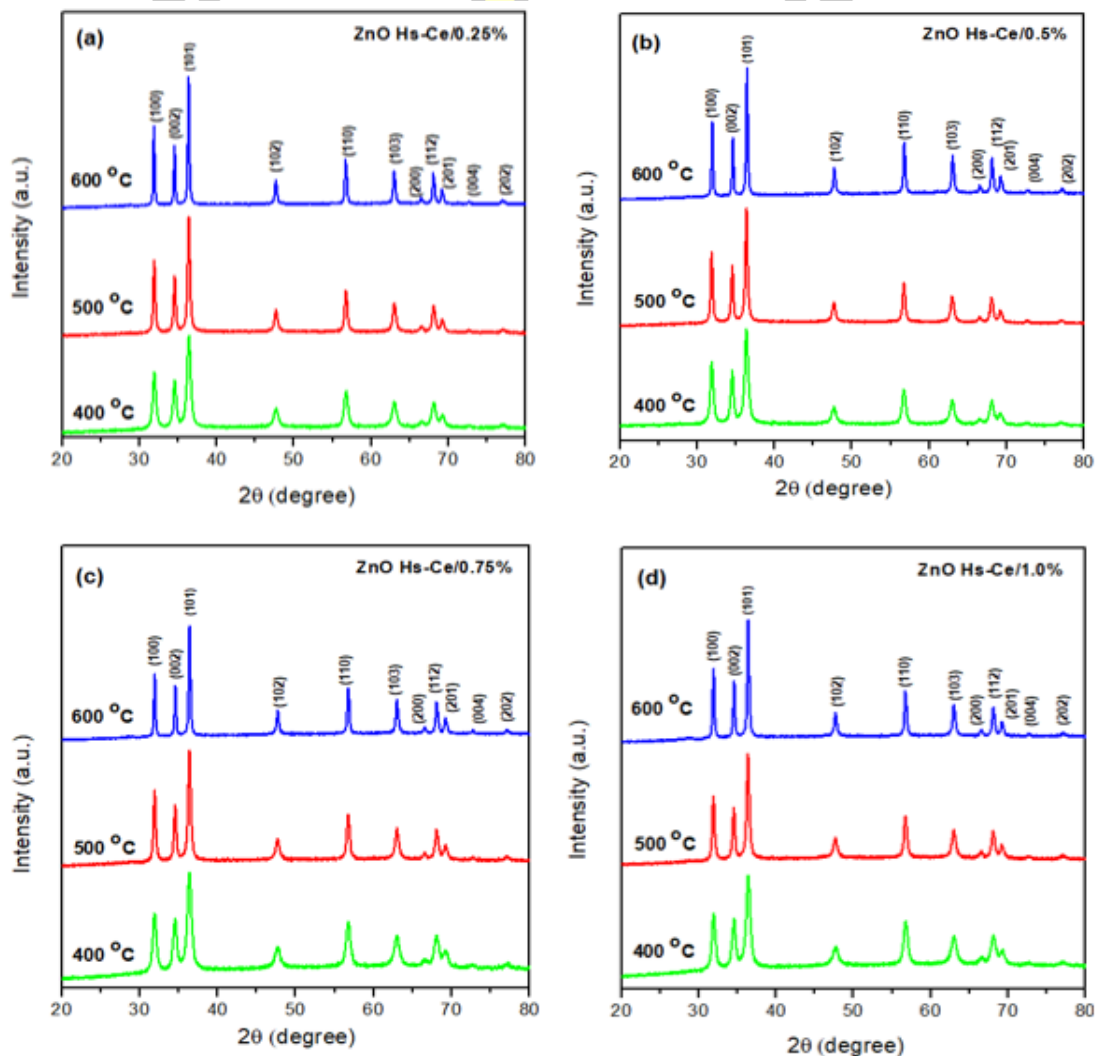 (a)
ZnO Hs-Ce/0.25%
(100)
(002)
(101)
(102)
(110)
(103)
(200)
(112)
(201)
(004)
(202)
600 °C
500 °C
400 °C
Intensity (a.u.)
20 30 40 50 60 70 80
2θ (degree)
(b)
ZnO Hs-Ce/0.5%
(100)
(002)
(101)
(102)
(110)
(103)
(200)
(112)
(201)
(004)
(202)
600 °C
500 °C
400 °C
Intensity (a.u.)
20 30 40 50 60 70 80
2θ (degree)
(c)
ZnO Hs-Ce/0.75%
(100)
(002)
(101)
(102)
(110)
(103)
(200)
(112)
(201)
(004)
(202)
600 °C
500 °C
400 °C
Intensity (a.u.)
20 30 40 50 60 70 80
2θ (degree)
(d)
ZnO Hs-Ce/1.0%
(100)
(002)
(101)
(102)
(110)
(103)
(200)
(112)
(201)
(004)
(202)
600 °C
500 °C
400 °C
Intensity (a.u.)
20 30 40 50 60 70 80
2θ (degree)